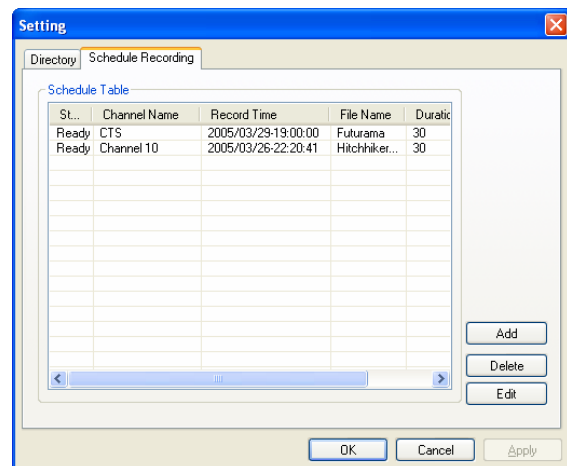 Setting
Directory Schedule Recording
Schedule Table
St... Channel Name Record Time File Name Duratic
Ready CTS 2005/03/29-19:00:00 Futurama 30
Ready Channel 10 2005/03/26-22:20:41 Hitchhiker... 30
Add
Delete
Edit
OK Cancel Apply